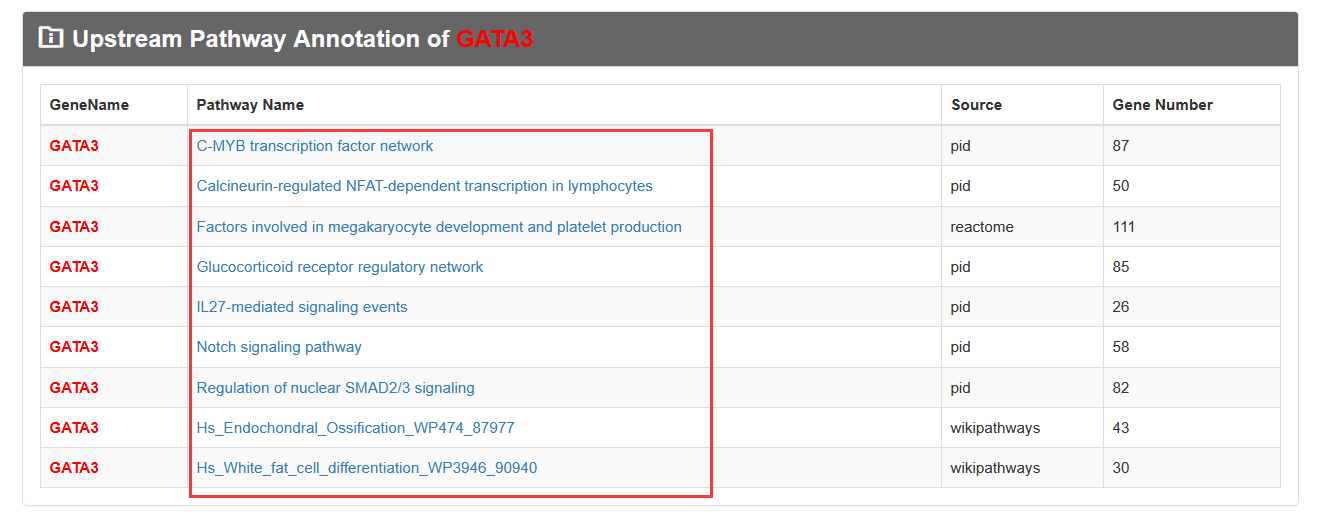 Upstream Pathway Annotation of GATA3
GeneName Pathway Name Source Gene Number
GATA3 C-MYB transcription factor network pid 87
GATA3 Calcineurin-regulated NFAT-dependent transcription in lymphocytes pid 50
GATA3 Factors involved in megakaryocyte development and platelet production reactome 111
GATA3 Glucocorticoid receptor regulatory network pid 85
GATA3 IL27-mediated signaling events pid 26
GATA3 Notch signaling pathway pid 58
GATA3 Regulation of nuclear SMAD2/3 signaling pid 82
GATA3 Hs_Endochondral_Ossification_WP474_87977 wikipathways 43
GATA3 Hs_White_fat_cell_differentiation_WP3946_90940 wikipathways 30